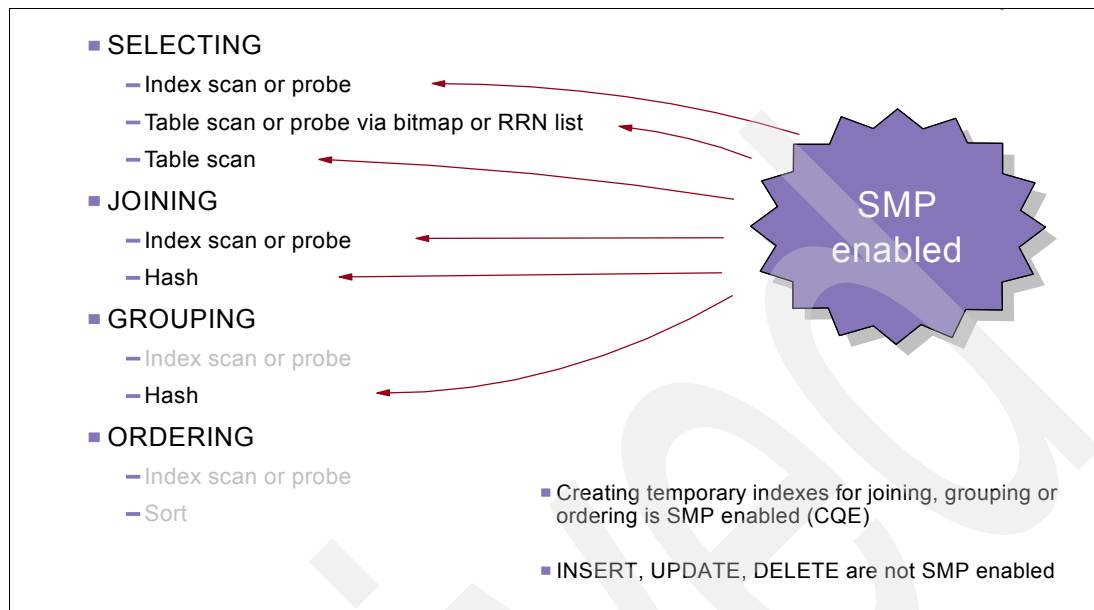 SELECTING
Index scan or probe
Table scan or probe via bitmap or RRN list
Table scan
JOINING
Index scan or probe
Hash
GROUPING
Index scan or probe
Hash
ORDERING
Index scan or probe
Sort
SMP
enabled
Creating temporary indexes for joining, grouping or
ordering is SMP enabled (CQE)
INSERT, UPDATE, DELETE are not SMP enabled